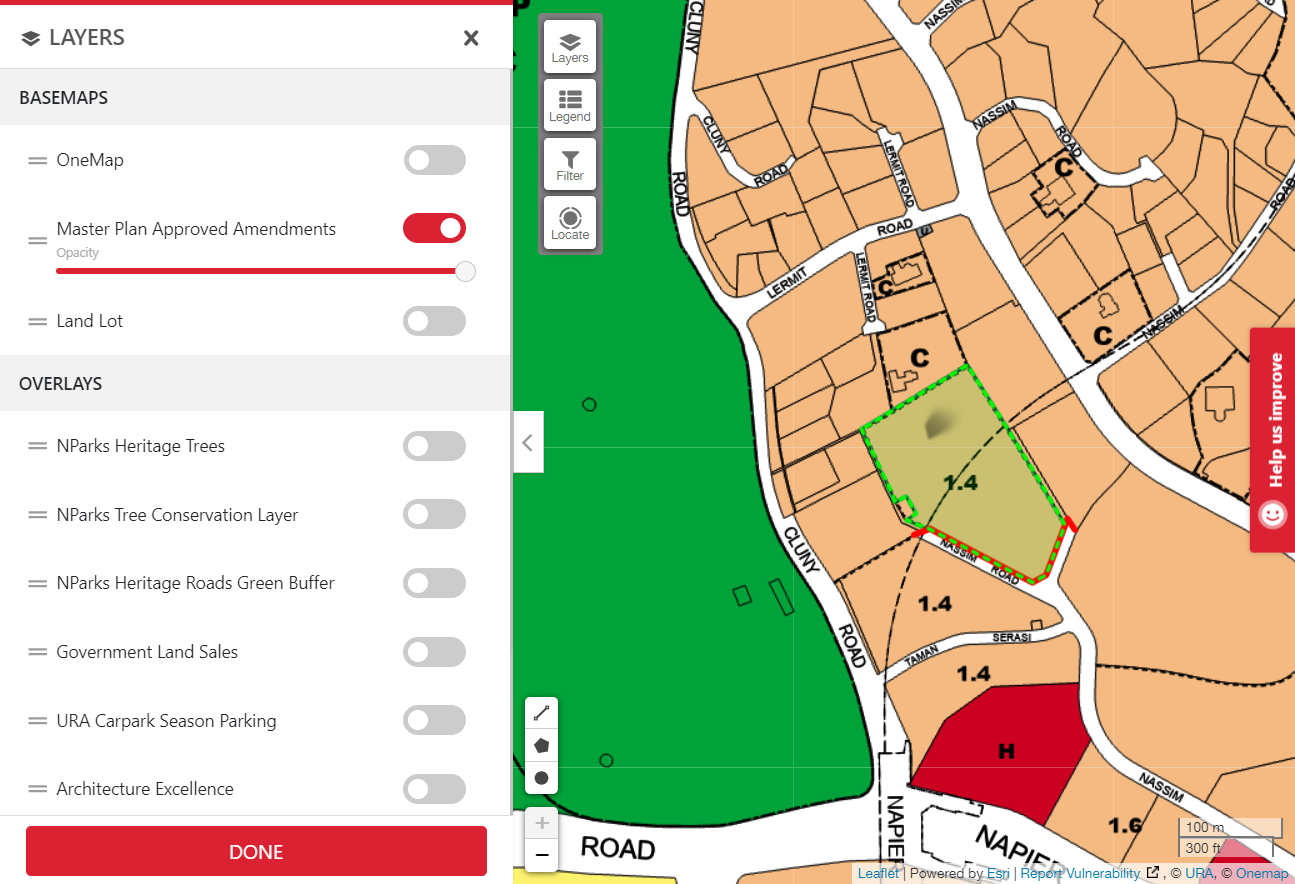 LAYERS
BASEMAPS
OneMap
Master Plan Approved Amendments
Opacity
Land Lot
OVERLAYS
NParks Heritage Trees
NParks Tree Conservation Layer
NParks Heritage Roads Green Buffer
Government Land Sales
URA Carpark Season Parking
Architecture Excellence
DONE
Layers
Legend
Filter
Locate
CLUNY
ROAD
CLUNY
ROAD
NASSIM
NASSIM
ROAD
LERMIT ROAD
LERMIT
ROAD
LERMIT ROAD
C
C
C
C
NASSIM
ROAD
1.4
NASSIM
ROAD
CLUNY
ROAD
1.4
TAMAN
SERASI
1.4
H
NASSIM
1.6
NAPIER
NAPIER
ROAD
Help us improve
100 m
300 ft
Leaflet | Powered by Esri | Report Vulnerability , © URA, © Onemap